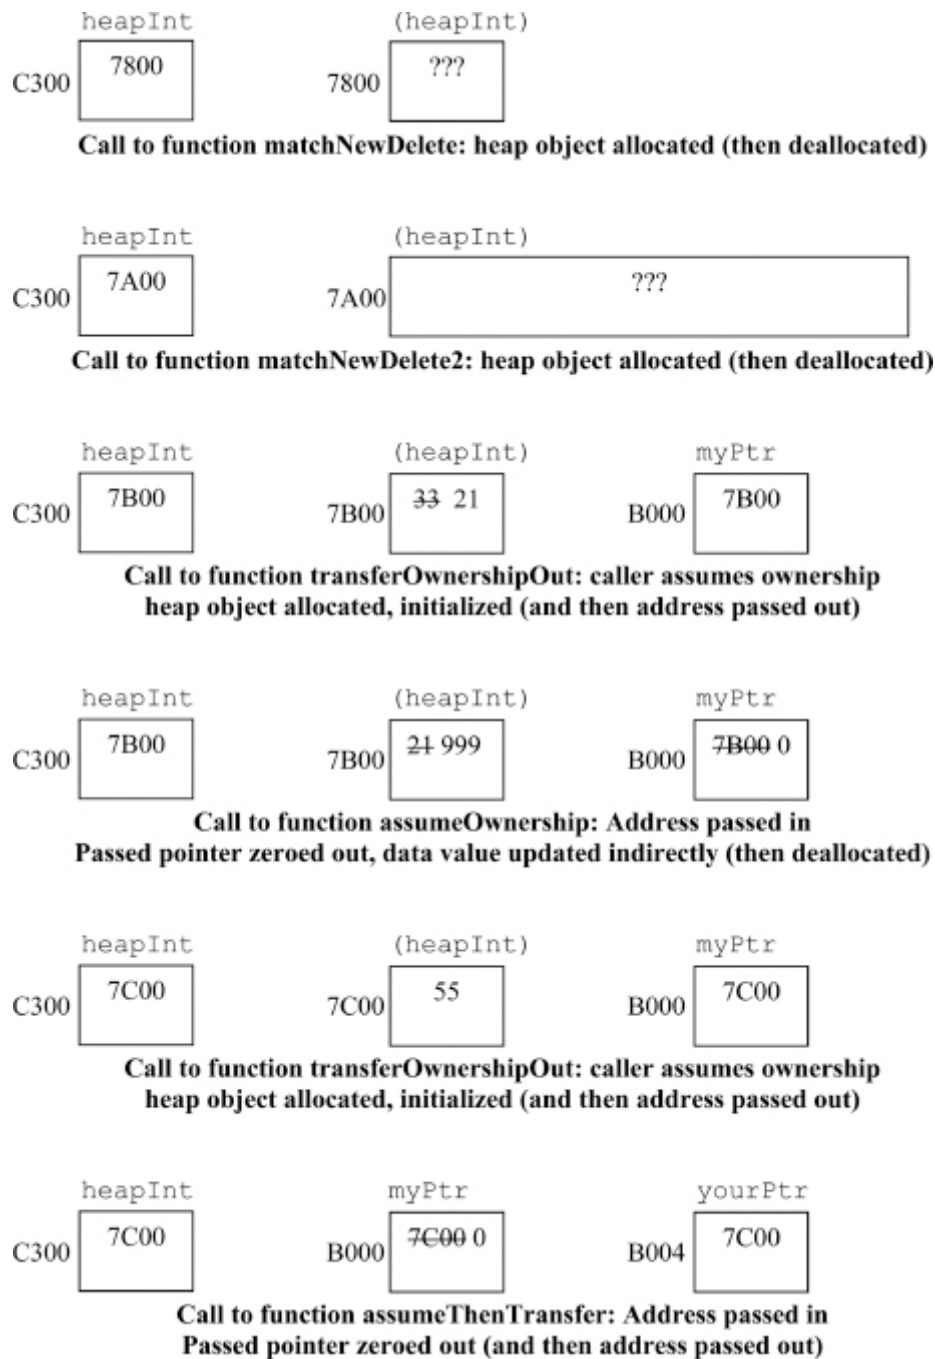 heapInt (heapInt)
C300 7800 7800 ???
Call to function matchNewDelete: heap object allocated (then deallocated)
heapInt (heapInt)
C300 7A00 7A00 ???
Call to function matchNewDelete2: heap object allocated (then deallocated)
heapInt (heapInt) myPtr
C300 7B00 7B00 33 21 B000 7B00
Call to function transferOwnershipOut: caller assumes ownership
heap object allocated, initialized (and then address passed out)
heapInt (heapInt) myPtr
C300 7B00 7B00 21 999 B000 7B00 0
Call to function assumeOwnership: Address passed in
Passed pointer zeroed out, data value updated indirectly (then deallocated)
heapInt (heapInt) myPtr
C300 7C00 7C00 55 B000 7C00
Call to function transferOwnershipOut: caller assumes ownership
heap object allocated, initialized (and then address passed out)
heapInt myPtr yourPtr
C300 7C00 B000 7C00 0 B004 7C00
Call to function assumeThenTransfer: Address passed in
Passed pointer zeroed out (and then address passed out)